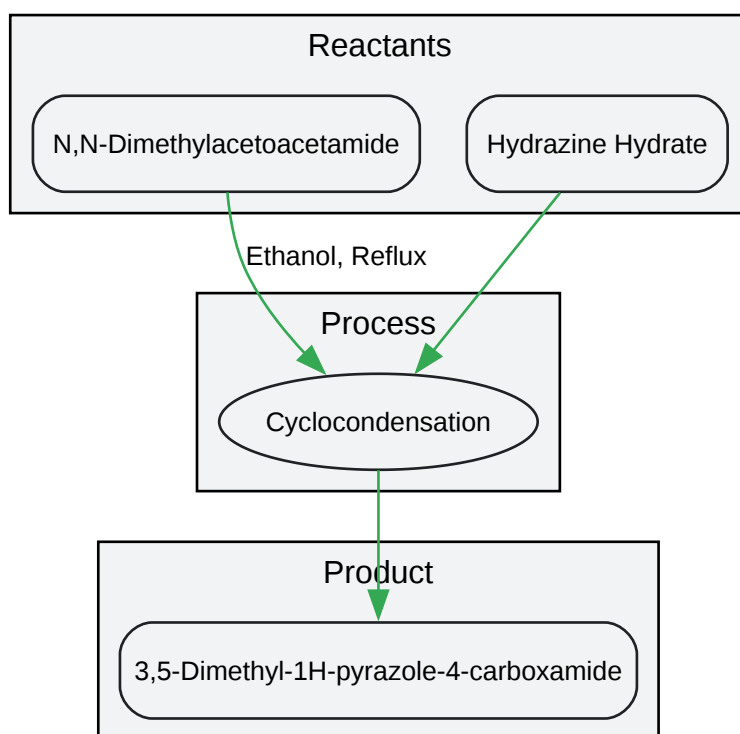 Reactants
N,N-Dimethylacetoacetamide
Hydrazine Hydrate
Ethanol, Reflux
Process
Cyclocondensation
Product
3,5-Dimethyl-1H-pyrazole-4-carboxamide